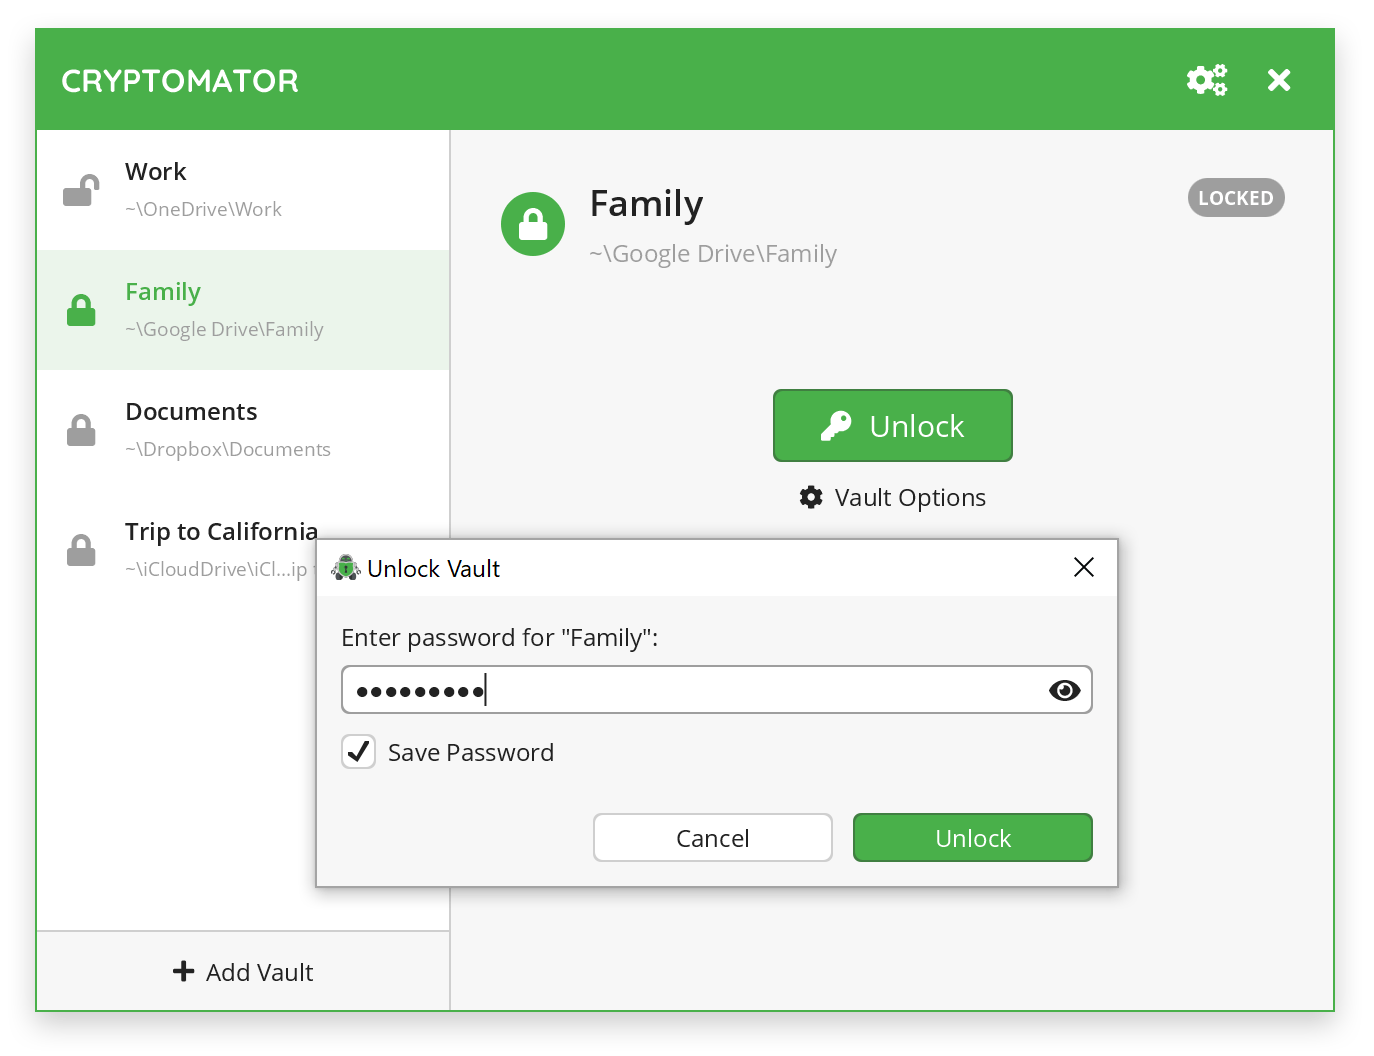 CRYPTOMATOR
Work
~\OneDrive\Work
Family
~\Google Drive\Family
Documents
~\Dropbox\Documents
Trip to California
~\iCloudDrive\iCl...ip
Add Vault
Family
~\Google Drive\Family
LOCKED
Unlock
Vault Options
Unlock Vault
Enter password for "Family":
●●●●●●●●●
Save Password
Cancel
Unlock